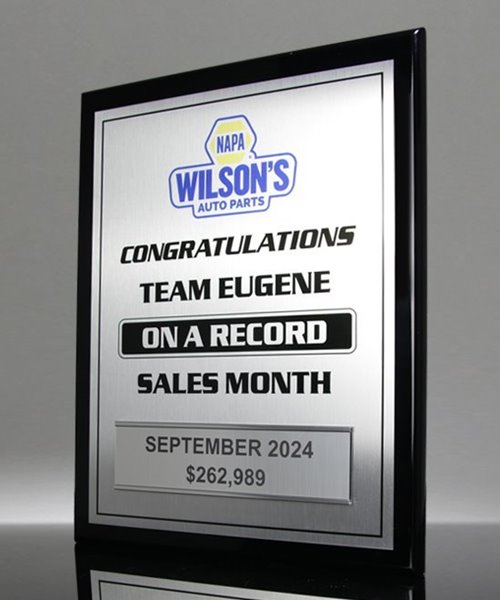 NAPA
WILSON'S
AUTO PARTS
CONGRATULATIONS
TEAM EUGENE
ON A RECORD
SALES MONTH
SEPTEMBER 2024
$262,989